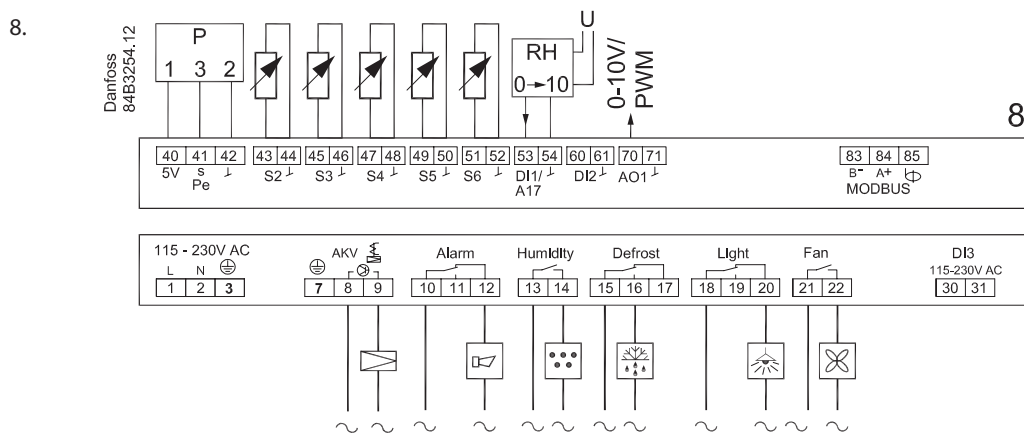 8.
Danfoss
84B3254.12
P
1 3 2
RH
0→10
U
0-10V/
PWM
8
40 41 42 43 44 45 46 47 48 49 50 51 52 53 54 60 61 70 71 83 84 85
5V s S2 S3 S4 S5 S6 DI1/ DI2 AO1 B- A+
Pe A17 MODBUS
115 - 230V AC AKV Alarm Humidity Defrost Light Fan DI3
L N 115-230V AC
1 2 3 7 8 9 10 11 12 13 14 15 16 17 18 19 20 21 22 30 31